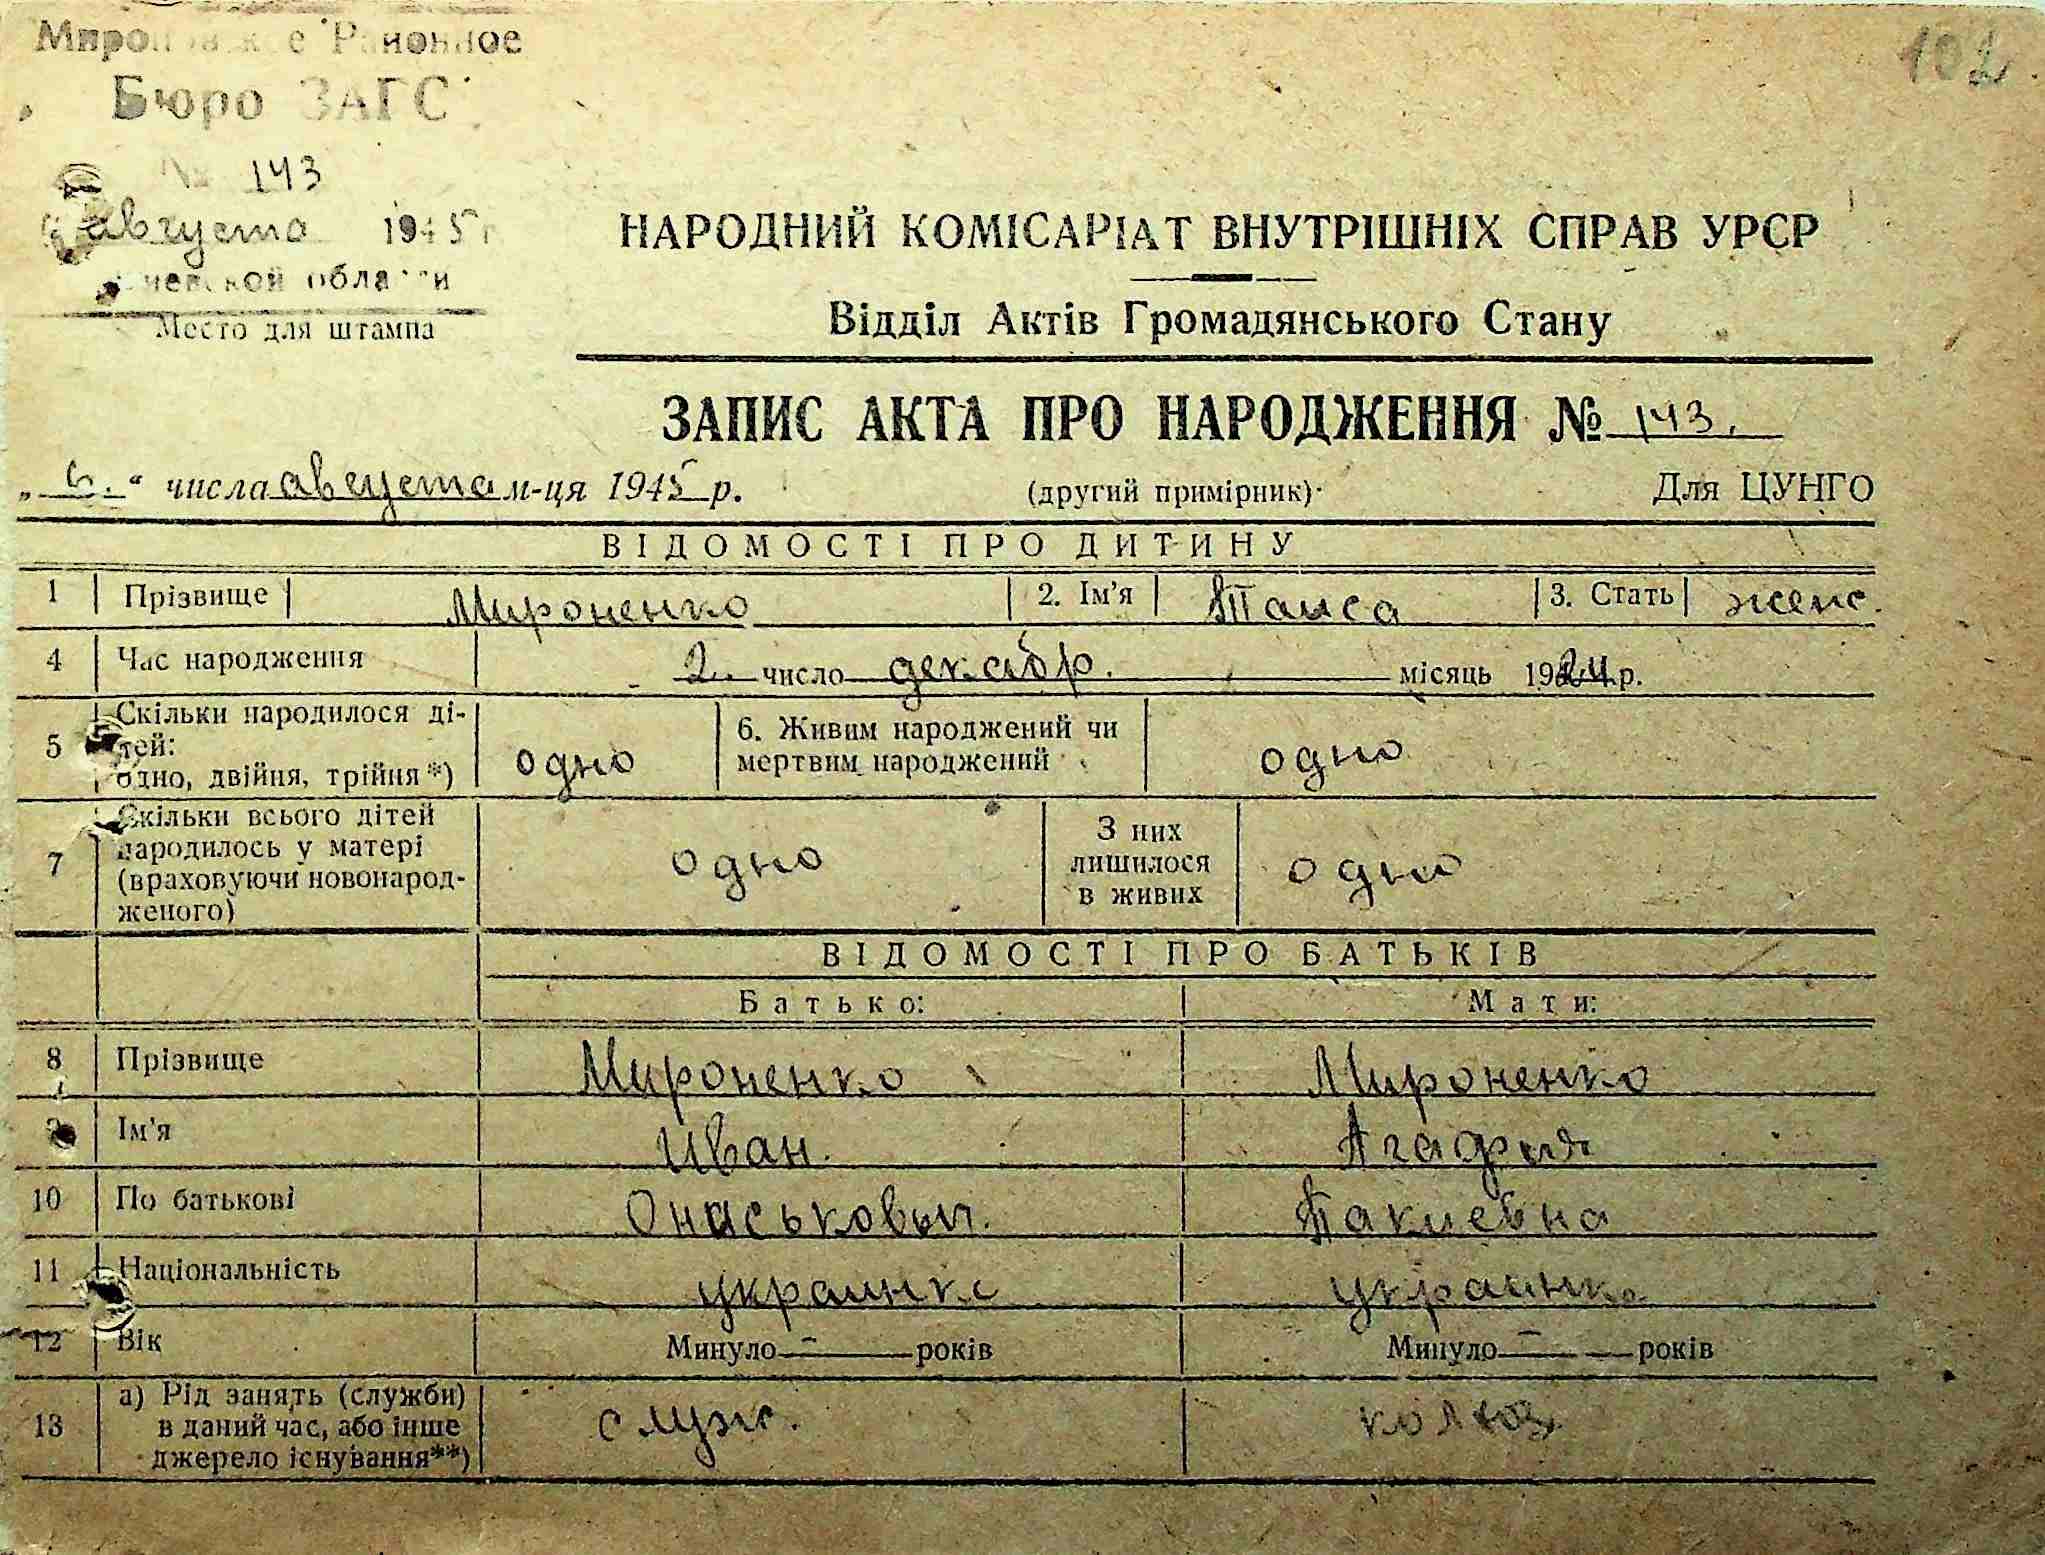 102
Мироновское Районное
Бюро ЗАГС
№ 143
августа 1945 г
области
Место для штампа
НАРОДНИЙ КОМІСАРІАТ ВНУТРІШНІХ СПРАВ УРСР
Відділ Актів Громадянського Стану
ЗАПИС АКТА ПРО НАРОДЖЕННЯ № 143.
„ 6. “ числа августа м-ця 1945 р. (другий примірник) Для ЦУНГО
ВІДОМОСТІ ПРО ДИТИНУ
1 Прізвище Мироненко 2. Ім'я Таиса 3. Стать женс.
4 Час народження 2 число декабр. місяць 1924 р.
5 Скільки народилося дітей: одно, двійня, трійня*) одно 6. Живим народжений чи мертвим народжений одно
7 Скільки всього дітей народилось у матері (враховуючи новонародженого) одно З них лишилося в живих одно
ВІДОМОСТІ ПРО БАТЬКІВ
Батько: Мати:
8 Прізвище Мироненко Мироненко
9 Ім'я Иван. Агафия
10 По батькові Онаськовыч. Такиевна
11 Національність украинке украинка
12 Вік Минуло — років Минуло — років
13 а) Рід занять (служби) в даний час, або інше джерело існування**) служ. колхоз